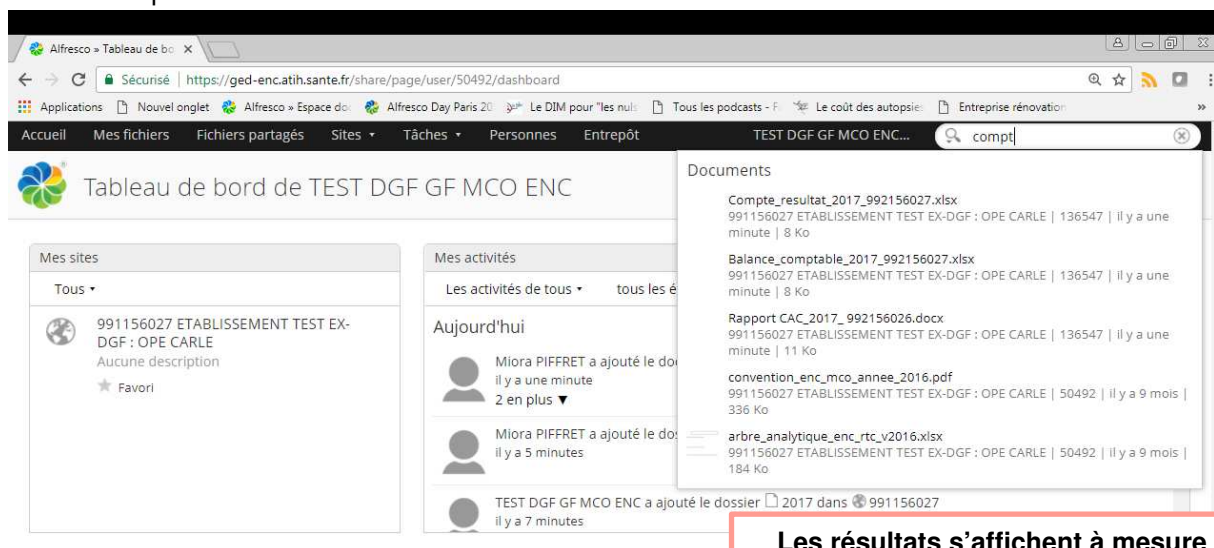 Alfresco » Tableau de bo
Sécurisé | https://ged-enc.atih.sante.fr/share/page/user/50492/dashboard
Applications Nouvel onglet Alfresco » Espace do Alfresco Day Paris 20 Le DIM pour "les nuls Tous les podcasts - F Le coût des autopsie Entreprise rénovation »
Accueil Mes fichiers Fichiers partagés Sites Tâches Personnes Entrepôt TEST DGF GF MCO ENC... compt
Tableau de bord de TEST DGF GF MCO ENC
Documents
Compte_resultat_2017_992156027.xlsx
991156027 ETABLISSEMENT TEST EX-DGF : OPE CARLE | 136547 | il y a une
minute | 8 Ko
Balance_comptable_2017_992156027.xlsx
991156027 ETABLISSEMENT TEST EX-DGF : OPE CARLE | 136547 | il y a une
minute | 8 Ko
Rapport CAC_2017_ 992156026.docx
991156027 ETABLISSEMENT TEST EX-DGF : OPE CARLE | 136547 | il y a une
minute | 11 Ko
convention_enc_mco_annee_2016.pdf
991156027 ETABLISSEMENT TEST EX-DGF : OPE CARLE | 50492 | il y a 9 mois |
336 Ko
arbre_analytique_enc_rtc_v2016.xlsx
991156027 ETABLISSEMENT TEST EX-DGF : OPE CARLE | 50492 | il y a 9 mois |
184 Ko
Mes sites
Tous
991156027 ETABLISSEMENT TEST EX-
DGF : OPE CARLE
Aucune description
Favori
Mes activités
Les activités de tous tous les é
Aujourd'hui
Miora PIFFRET a ajouté le do
il y a une minute
2 en plus ▼
Miora PIFFRET a ajouté le dos
il y a 5 minutes
TEST DGF GF MCO ENC a ajouté le dossier 2017 dans 991156027
il y a 7 minutes
Les résultats s'affichent à mesure